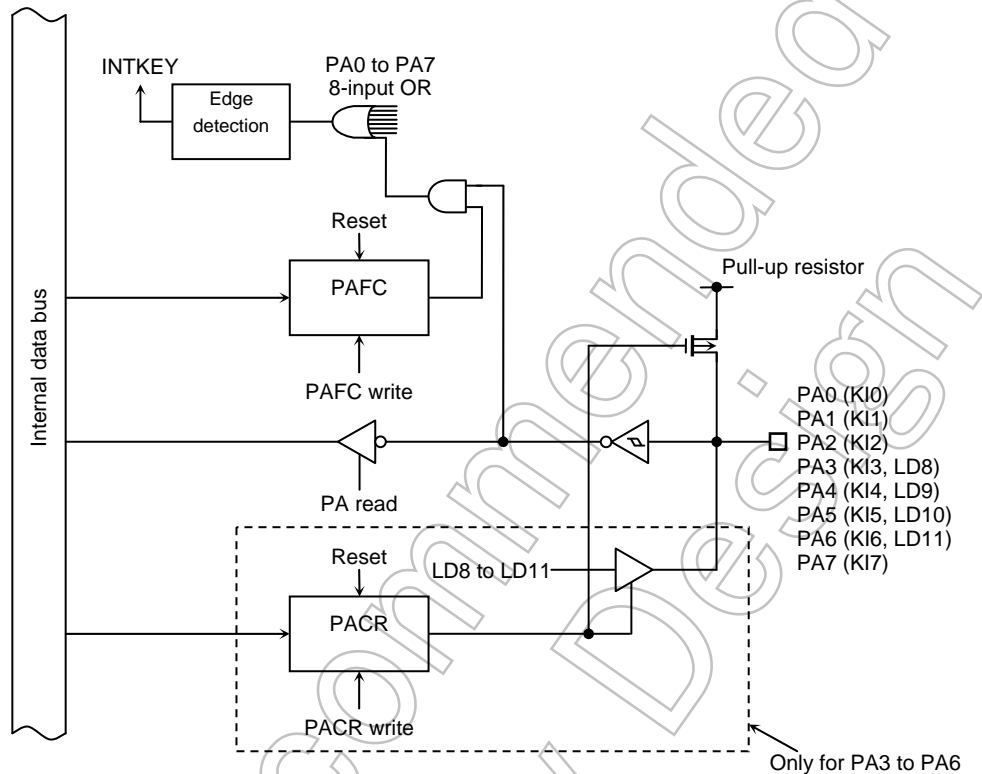 INTKEY
PA0 to PA7
8-input OR
Edge
detection
Reset
PAFC
PAFC write
Pull-up resistor
Internal data bus
PA read
PA0 (KI0)
PA1 (KI1)
PA2 (KI2)
PA3 (KI3, LD8)
PA4 (KI4, LD9)
PA5 (KI5, LD10)
PA6 (KI6, LD11)
PA7 (KI7)
Reset
LD8 to LD11
PACR
PACR write
Only for PA3 to PA6
commended
Design